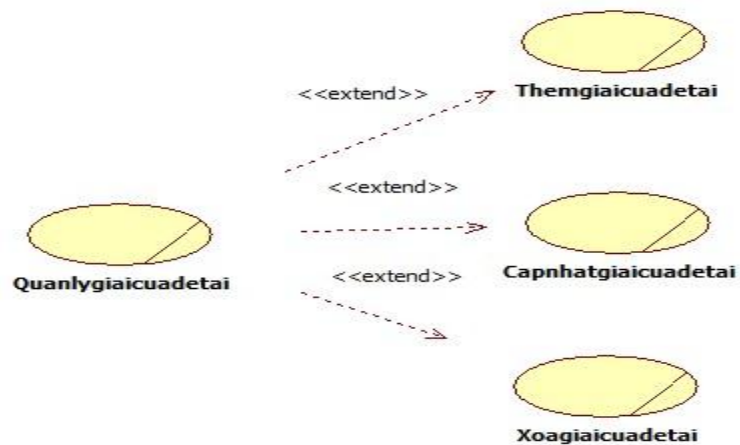 <<extend>>
Themgiaicuadetai
<<extend>>
Quanlygiaicuadetai
Capnhatgiaicuadetai
<<extend>>
Xoagiaicuadetai